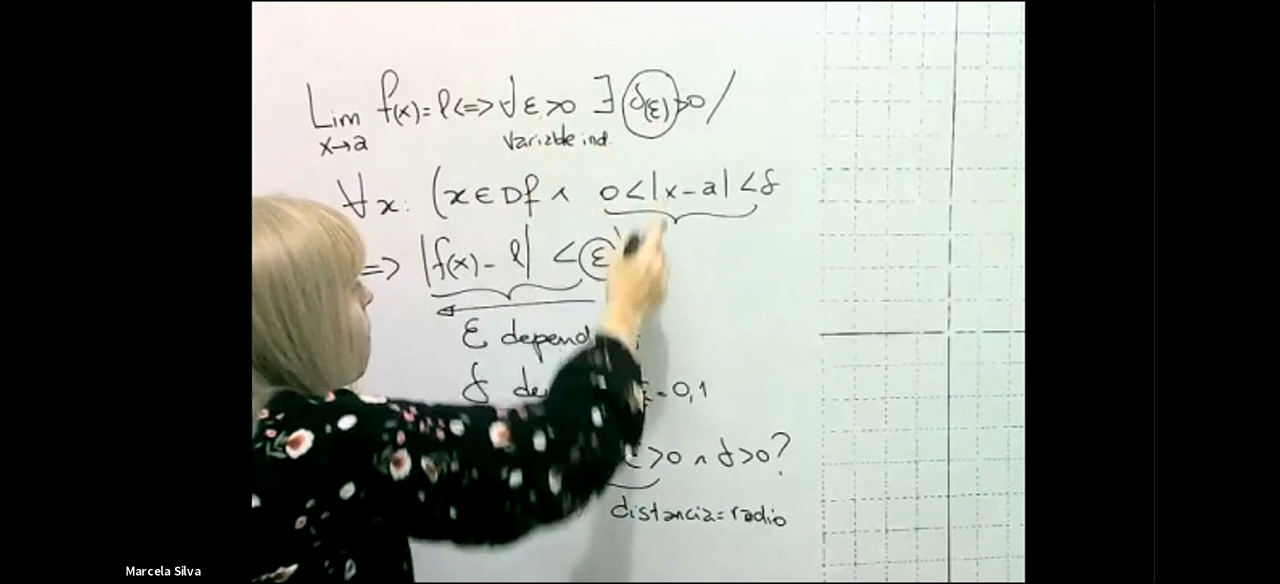 Lim f(x) = l <=> ∀ ε > 0 ∃ δ(ε) > 0 /
x→a variable ind.
∀ x: (x ∈ Df ∧ 0 < |x - a| < δ
=> |f(x) - l| < ε
ε depend
δ de = 0,1
> 0 ∧ δ > 0?
distancia = radio
Marcela Silva